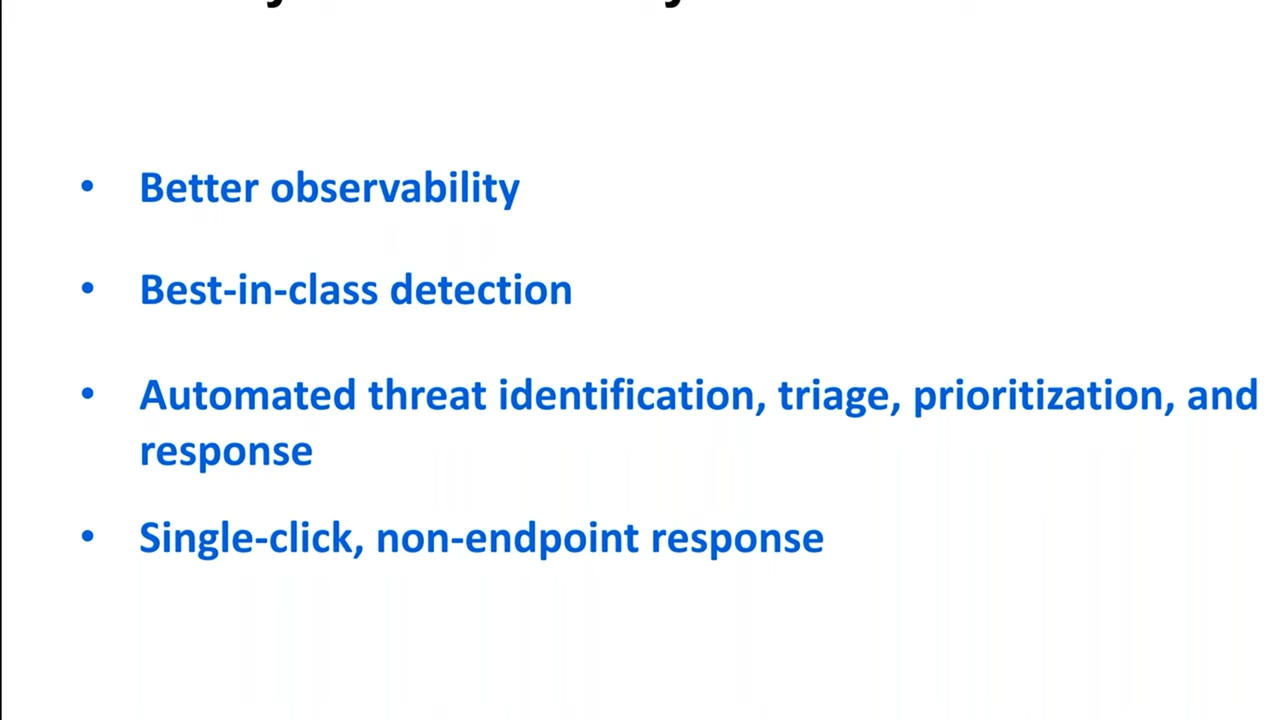 • Better observability
• Best-in-class detection
• Automated threat identification, triage, prioritization, and
response
• Single-click, non-endpoint response